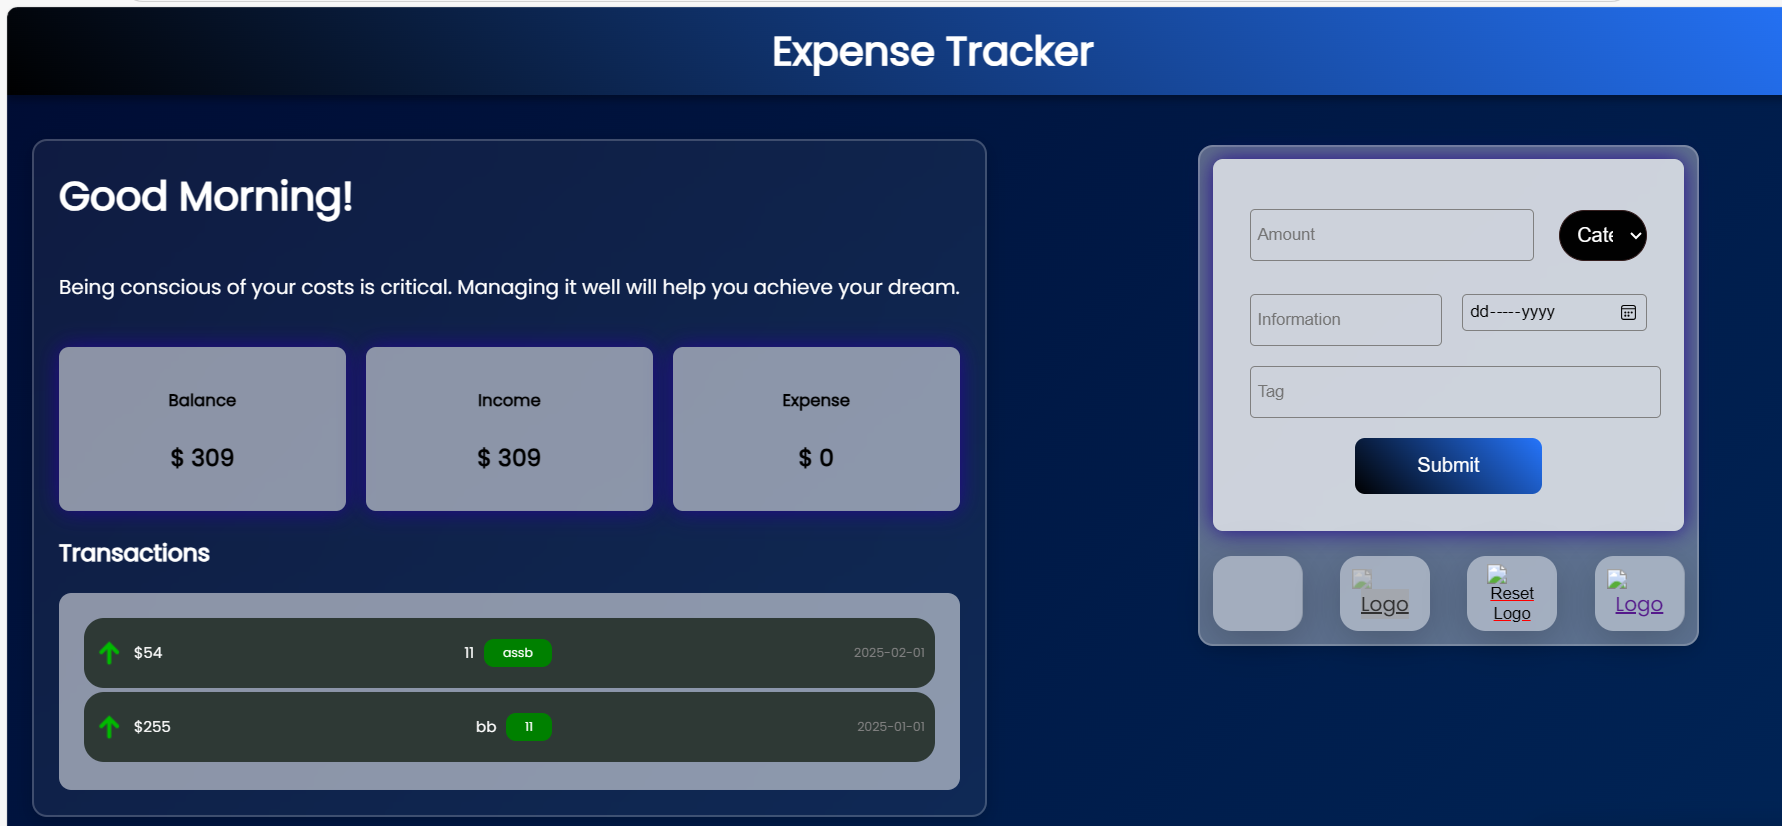 Expense Tracker
Good Morning!
Being conscious of your costs is critical. Managing it well will help you achieve your dream.
Balance
Income
Expense
$ 309
$ 309
$ 0
Transactions
$54
11
assb
2025-02-01
$255
bb
11
2025-01-01
Amount
Cate
Information
dd-----yyyy
Tag
Submit
Logo
Reset
Logo
Logo